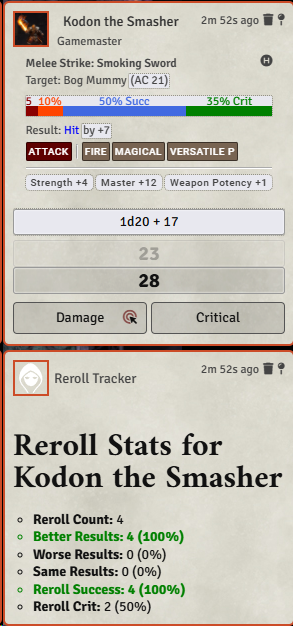 Kodon the Smasher
2m 52s ago
Gamemaster
Melee Strike: Smoking Sword
H
Target: Bog Mummy (AC 21)
5 10% 50% Succ 35% Crit
Result: Hit by +7
ATTACK FIRE MAGICAL VERSATILE P
Strength +4 Master +12 Weapon Potency +1
1d20 + 17
23
28
Damage Critical
Reroll Tracker
2m 52s ago
Reroll Stats for
Kodon the Smasher
Reroll Count: 4
Better Results: 4 (100%)
Worse Results: 0 (0%)
Same Results: 0 (0%)
Reroll Success: 4 (100%)
Reroll Crit: 2 (50%)